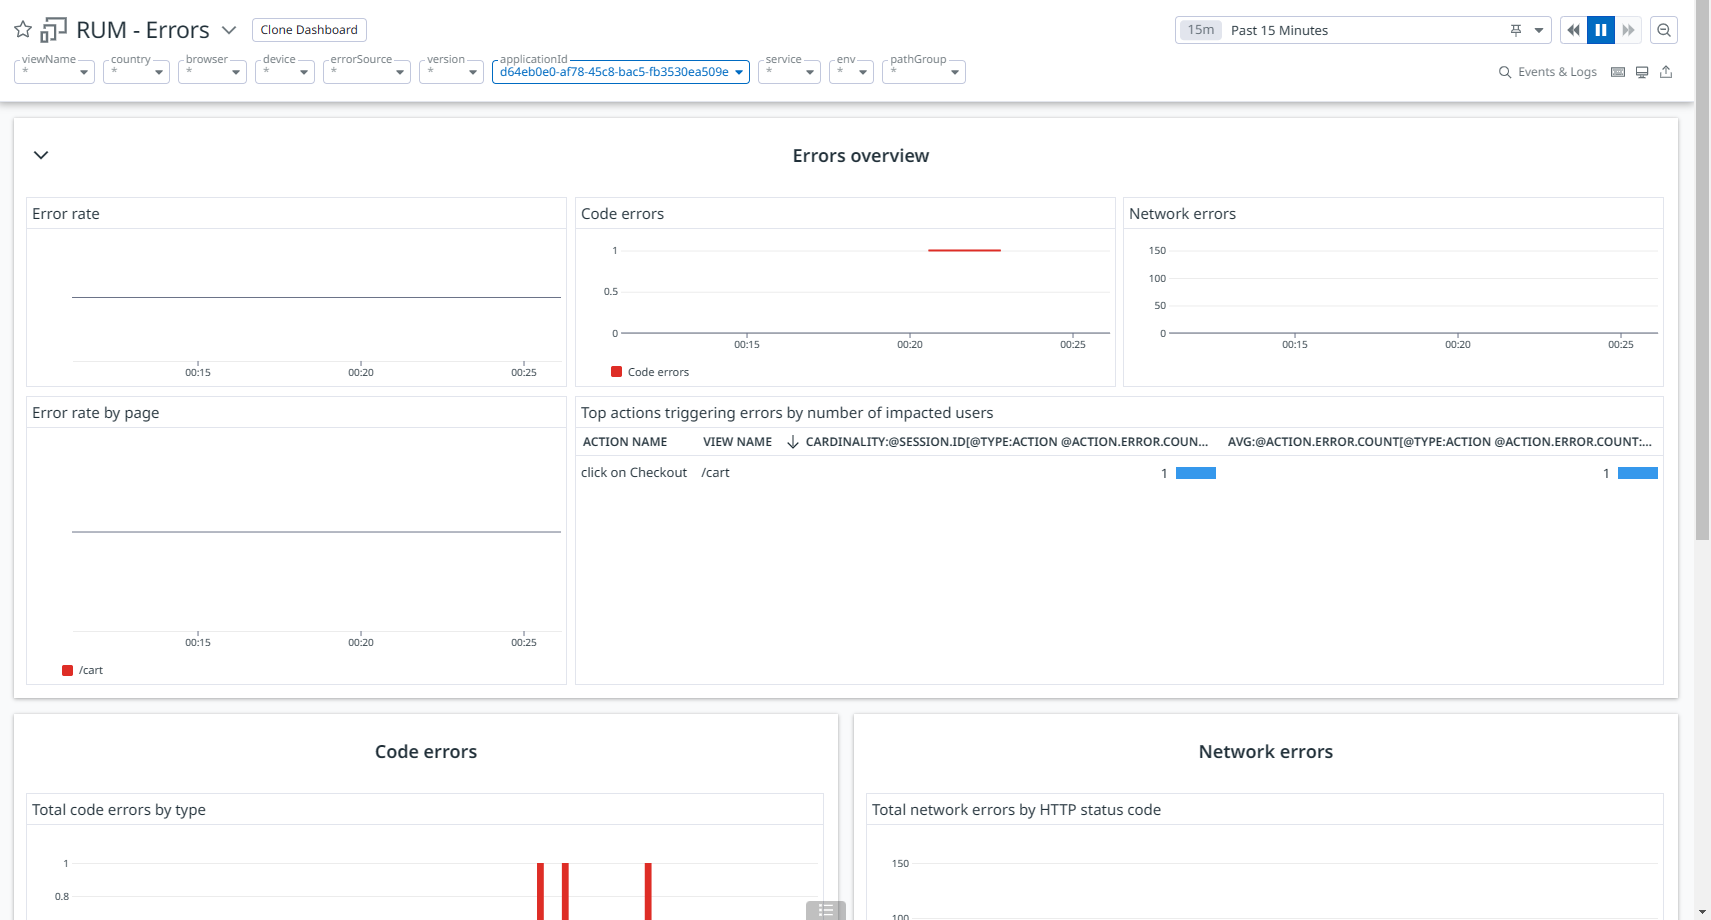 RUM - Errors
Clone Dashboard
15m Past 15 Minutes
viewName country browser device errorSource version applicationId service env pathGroup
* * * * * * d64eb0e0-af78-45c8-bac5-fb3530ea509e * * *
Events & Logs
Errors overview
Error rate
00:15 00:20 00:25
Code errors
1
0.5
0
00:15 00:20 00:25
Code errors
Network errors
150
100
50
0
00:15 00:20 00:25
Error rate by page
00:15 00:20 00:25
/cart
Top actions triggering errors by number of impacted users
ACTION NAME VIEW NAME CARDINALITY:@SESSION.ID[@TYPE:ACTION @ACTION.ERROR.COUN... AVG:@ACTION.ERROR.COUNT[@TYPE:ACTION @ACTION.ERROR.COUNT:...
click on Checkout /cart 1 1
Code errors
Total code errors by type
1
0.8
Network errors
Total network errors by HTTP status code
150
100